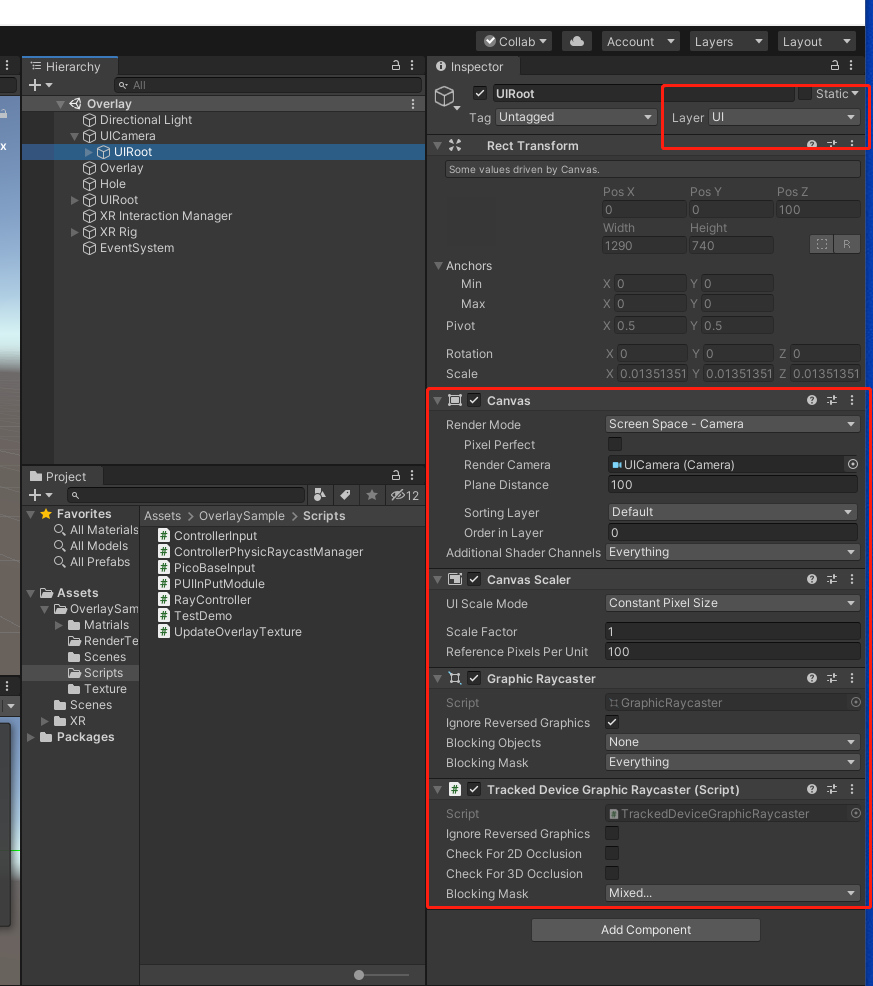 Collab
Account
Layers
Layout
Hierarchy
All
Overlay
Directional Light
UICamera
UIRoot
Overlay
Hole
UIRoot
XR Interaction Manager
XR Rig
EventSystem
Project
12
Favorites
All Materials
All Models
All Prefabs
Assets
OverlaySam
Matrials
RenderTe
Scenes
Scripts
Texture
Scenes
XR
Packages
Assets > OverlaySample > Scripts
ControllerInput
ControllerPhysicRaycastManager
PicoBaseInput
PUIInPutModule
RayController
TestDemo
UpdateOverlayTexture
Inspector
UIRoot Static
Tag Untagged Layer UI
Rect Transform
Some values driven by Canvas.
Pos X Pos Y Pos Z
0 0 100
Width Height
1290 740 R
Anchors
Min X 0 Y 0
Max X 0 Y 0
Pivot X 0.5 Y 0.5
Rotation X 0 Y 0 Z 0
Scale X 0.01351351 Y 0.01351351 Z 0.01351351
Canvas
Render Mode Screen Space - Camera
Pixel Perfect
Render Camera UICamera (Camera)
Plane Distance 100
Sorting Layer Default
Order in Layer 0
Additional Shader Channels Everything
Canvas Scaler
UI Scale Mode Constant Pixel Size
Scale Factor 1
Reference Pixels Per Unit 100
Graphic Raycaster
Script GraphicRaycaster
Ignore Reversed Graphics
Blocking Objects None
Blocking Mask Everything
Tracked Device Graphic Raycaster (Script)
Script TrackedDeviceGraphicRaycaster
Ignore Reversed Graphics
Check For 2D Occlusion
Check For 3D Occlusion
Blocking Mask Mixed...
Add Component